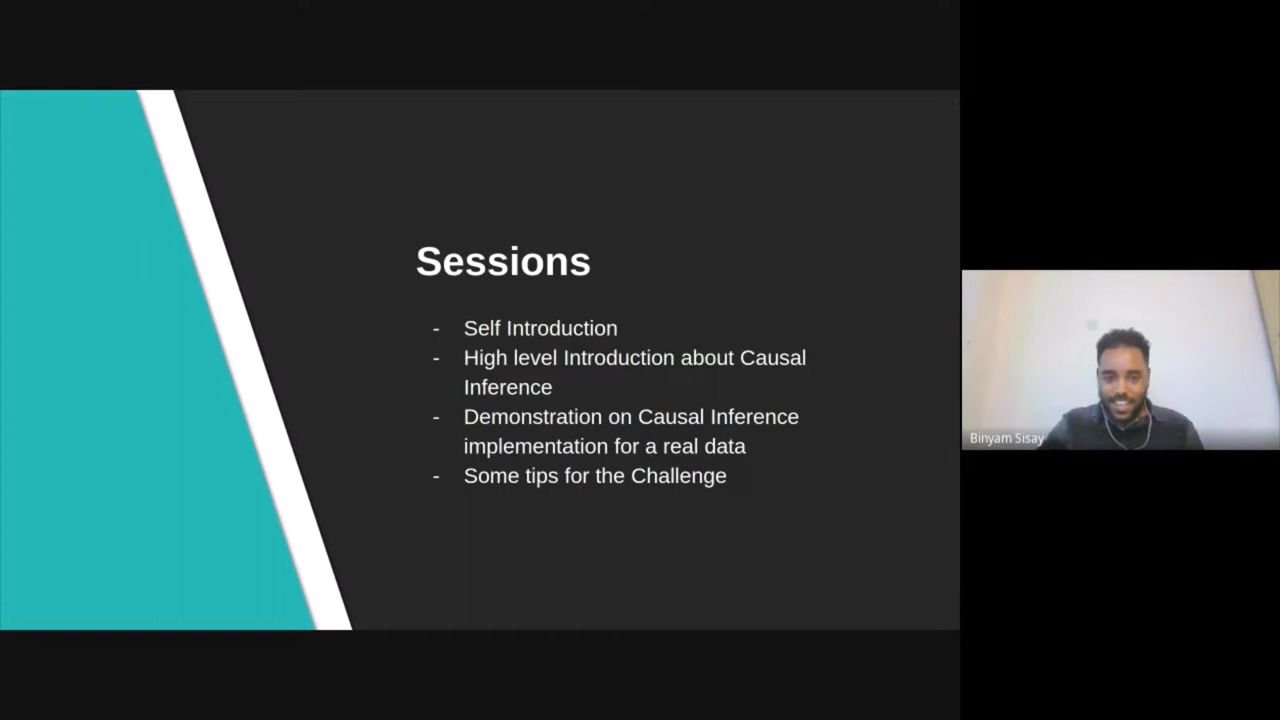 Sessions
- Self Introduction
- High level Introduction about Causal
Inference
- Demonstration on Causal Inference
implementation for a real data
- Some tips for the Challenge
Binyam Sisay